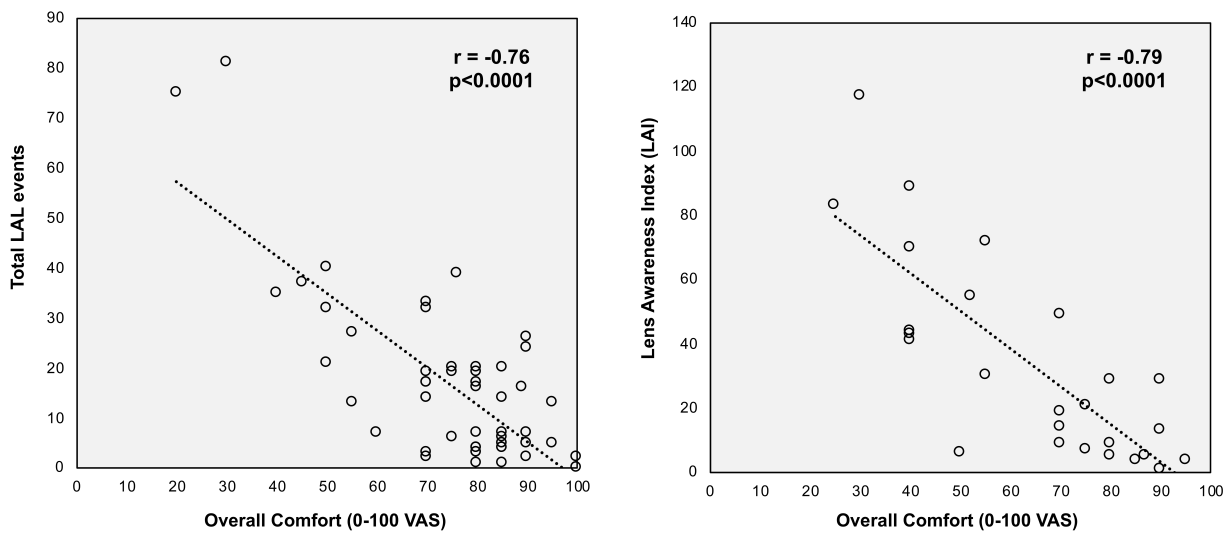 r = -0.76
p<0.0001
Total LAL events
90
80
70
60
50
40
30
20
10
0
0 10 20 30 40 50 60 70 80 90 100
Overall Comfort (0-100 VAS)
r = -0.79
p<0.0001
Lens Awareness Index (LAI)
140
120
100
80
60
40
20
0
0 10 20 30 40 50 60 70 80 90 100
Overall Comfort (0-100 VAS)